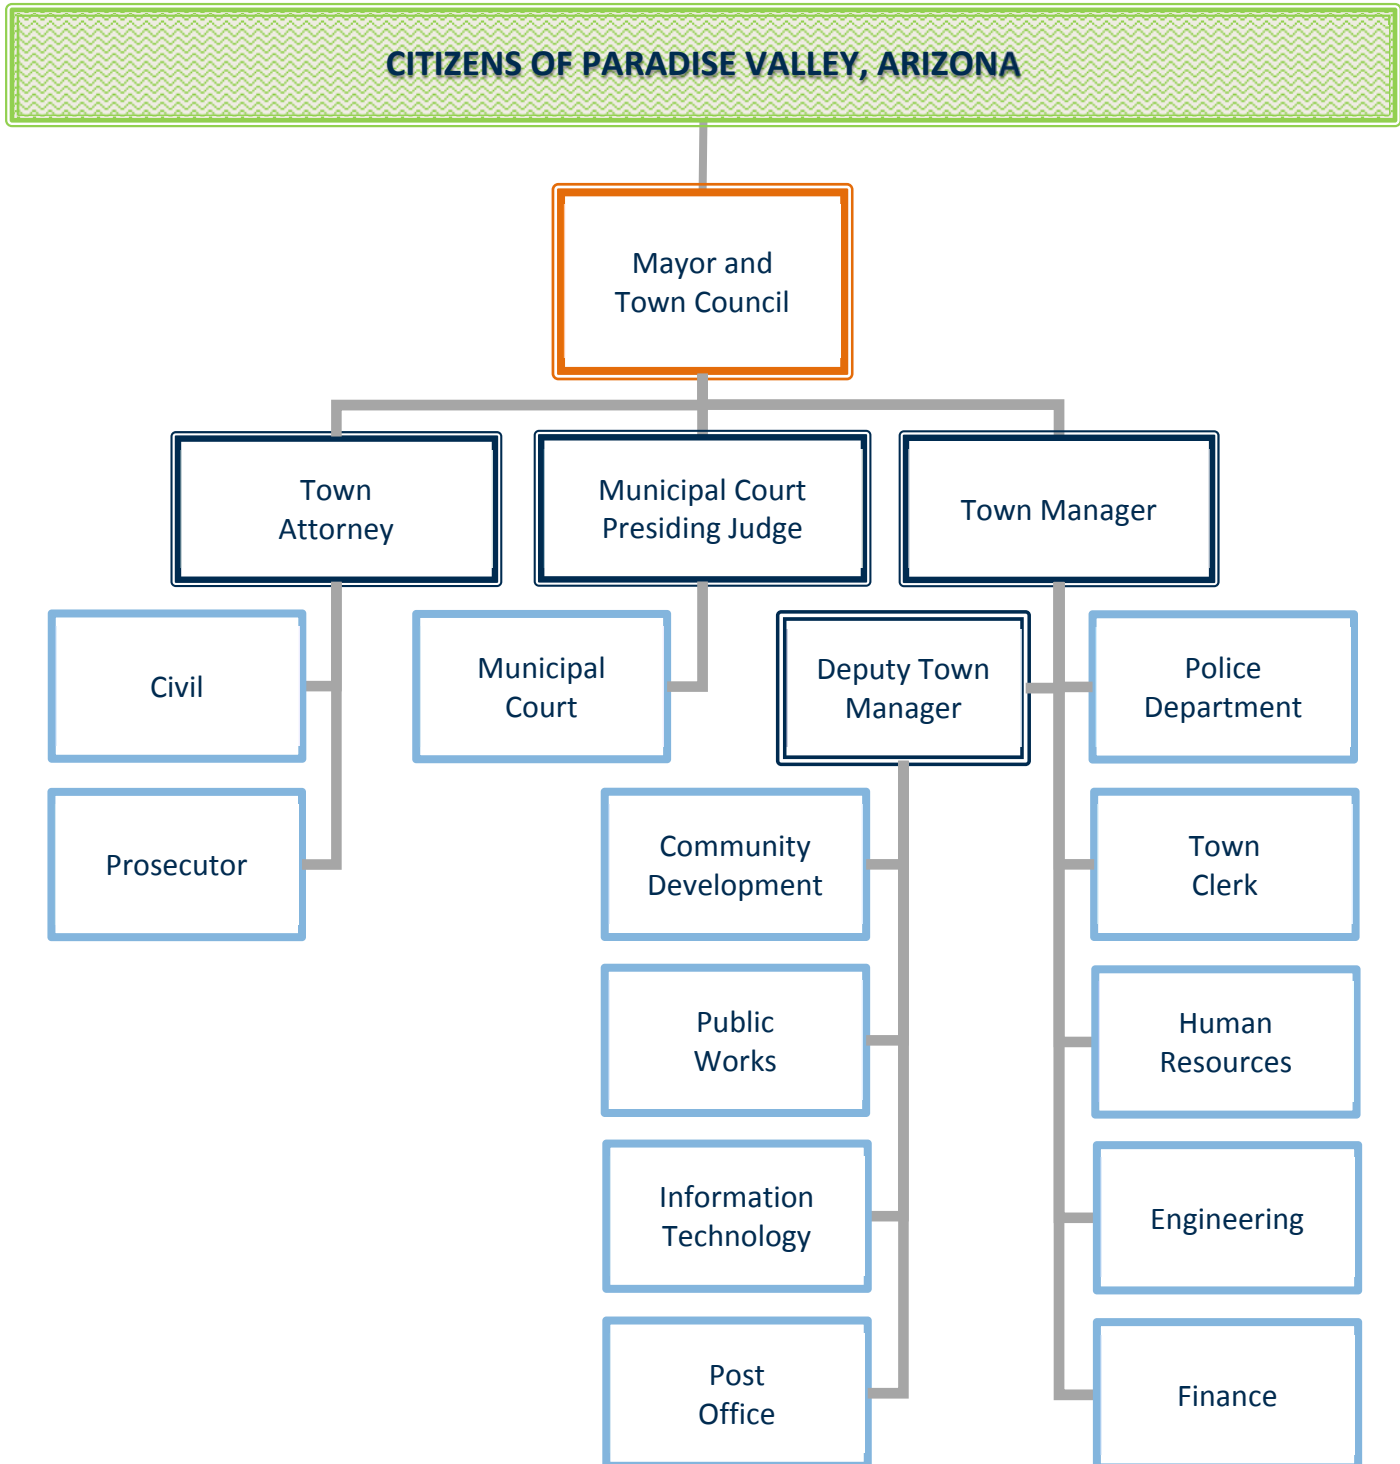 CITIZENS OF PARADISE VALLEY, ARIZONA
Mayor and
Town Council
Town
Attorney
Municipal Court
Presiding Judge
Town Manager
Civil
Municipal
Court
Deputy Town
Manager
Police
Department
Prosecutor
Community
Development
Town
Clerk
Public
Works
Human
Resources
Information
Technology
Engineering
Post
Office
Finance